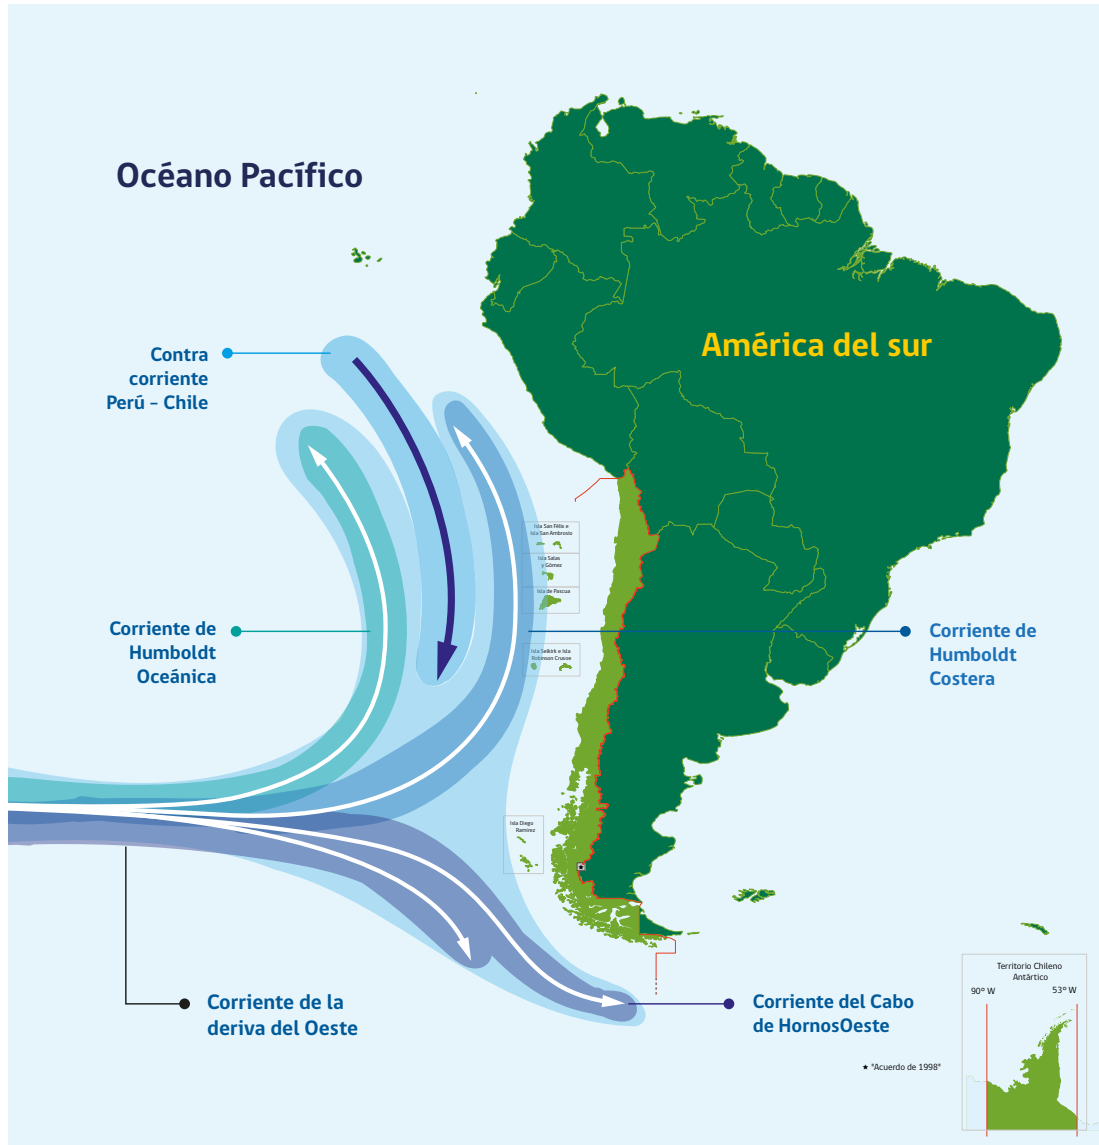 Océano Pacífico
América del sur
Contra
corriente
Perú – Chile
Isla San Félix e
Isla San Ambrosio
Isla Salas
y Gómez
Isla de Pascua
Corriente de
Humboldt
Oceánica
Corriente de
Humboldt
Costera
Isla Selkirk e Isla
Robinson Crusoe
Isla Diego
Ramírez
Territorio Chileno
Antártico
90° W
53° W
Corriente de la
deriva del Oeste
Corriente del Cabo
de HornosOeste
★ "Acuerdo de 1998"